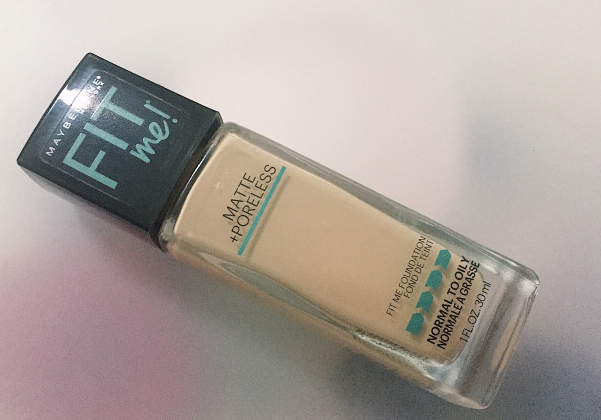 MAYBELLINE
NEW YORK
FIT
me!
MATTE
+PORELESS
FIT ME FOUNDATION
FOND DE TEINT
NORMAL TO OILY
NORMALE À GRASSE
1 FL.OZ. 30 ml